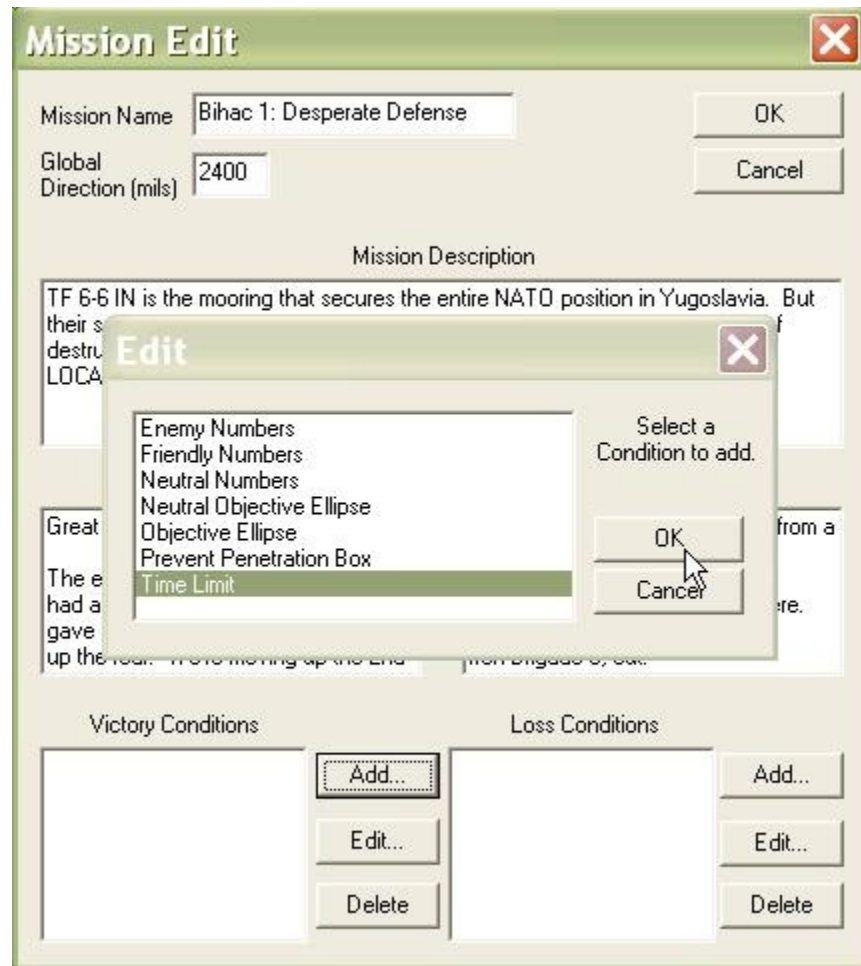 Mission Edit
Mission Name
Bihac 1: Desperate Defense
OK
Global
Direction (mils)
2400
Cancel
Mission Description
TF 6-6 IN is the mooring that secures the entire NATO position in Yugoslavia. But
their s
destru
LOCA
Edit
Enemy Numbers
Friendly Numbers
Neutral Numbers
Neutral Objective Ellipse
Objective Ellipse
Prevent Penetration Box
Time Limit
Select a
Condition to add.
OK
Cancel
Great
from a
The e
had a
gave
up the
Victory Conditions
Add...
Edit...
Delete
Loss Conditions
Add...
Edit...
Delete